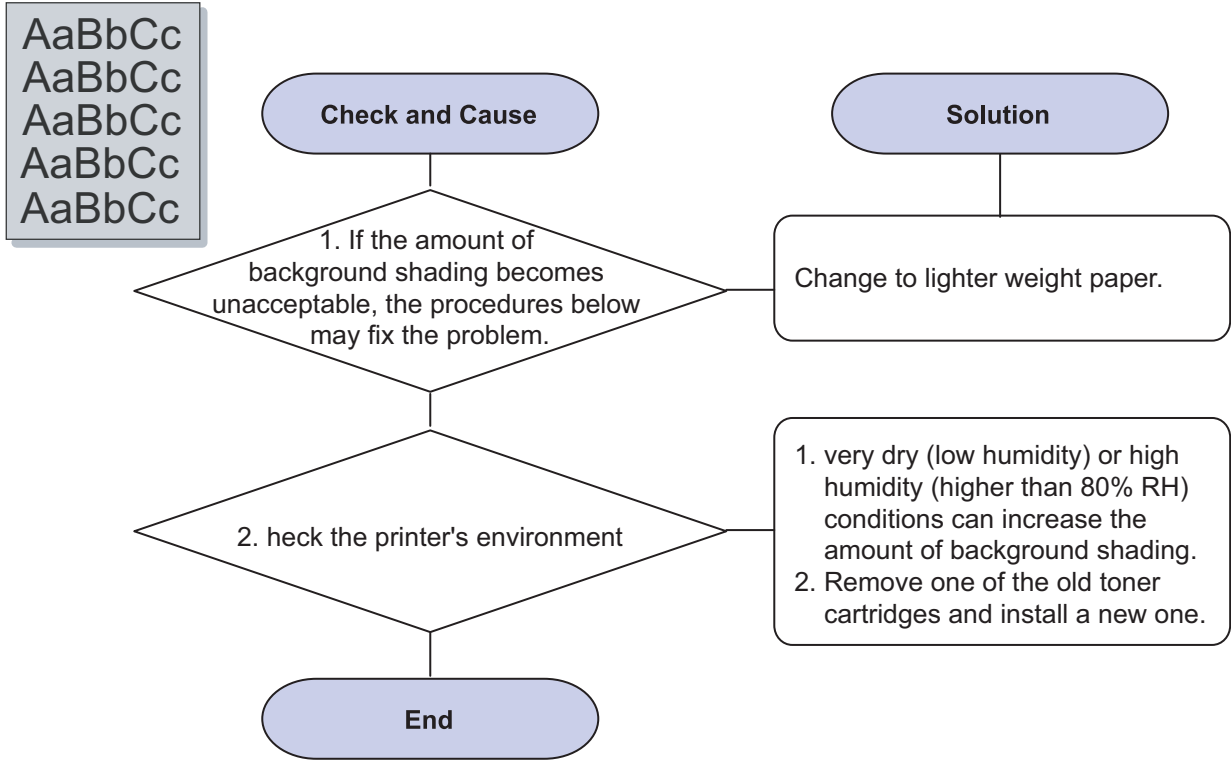 AaBbCc
AaBbCc
AaBbCc
AaBbCc
AaBbCc
Check and Cause
Solution
1. If the amount of
background shading becomes
unacceptable, the procedures below
may fix the problem.
Change to lighter weight paper.
2. heck the printer's environment
1. very dry (low humidity) or high
humidity (higher than 80% RH)
conditions can increase the
amount of background shading.
2. Remove one of the old toner
cartridges and install a new one.
End